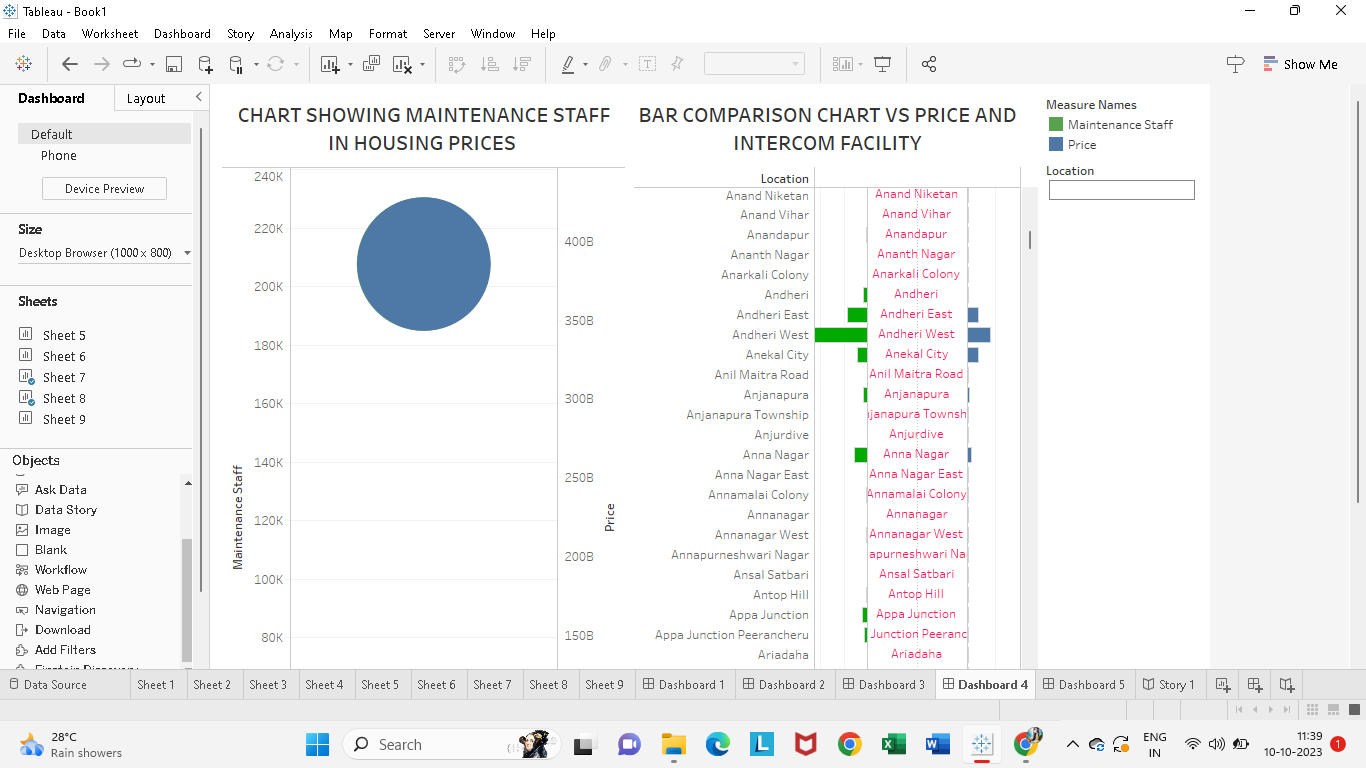 Tableau - Book1
File Data Worksheet Dashboard Story Analysis Map Format Server Window Help
Show Me
Dashboard Layout
Default
Phone
Device Preview
Size
Desktop Browser (1000 x 800)
Sheets
Sheet 5
Sheet 6
Sheet 7
Sheet 8
Sheet 9
Objects
Ask Data
Data Story
Image
Blank
Workflow
Web Page
Navigation
Download
Add Filters
CHART SHOWING MAINTENANCE STAFF
IN HOUSING PRICES
240K
220K
200K
180K
160K
140K
120K
100K
80K
Maintenance Staff
400B
350B
300B
250B
200B
150B
Price
BAR COMPARISON CHART VS PRICE AND
INTERCOM FACILITY
Location
Anand Niketan Anand Niketan
Anand Vihar Anand Vihar
Anandapur Anandapur
Ananth Nagar Ananth Nagar
Anarkali Colony Anarkali Colony
Andheri Andheri
Andheri East Andheri East
Andheri West Andheri West
Anekal City Anekal City
Anil Maitra Road Anil Maitra Road
Anjanapura Anjanapura
Anjanapura Township janapura Townsh
Anjurdive Anjurdive
Anna Nagar Anna Nagar
Anna Nagar East Anna Nagar East
Annamalai Colony Annamalai Colony
Annanagar Annanagar
Annanagar West Annanagar West
Annapurneshwari Nagar apurneshwari Na
Ansal Satbari Ansal Satbari
Antop Hill Antop Hill
Appa Junction Appa Junction
Appa Junction Peerancheru Junction Peeranc
Ariadaha Ariadaha
Measure Names
Maintenance Staff
Price
Location
Data Source Sheet 1 Sheet 2 Sheet 3 Sheet 4 Sheet 5 Sheet 6 Sheet 7 Sheet 8 Sheet 9 Dashboard 1 Dashboard 2 Dashboard 3 Dashboard 4 Dashboard 5 Story 1
28°C
Rain showers
Search
ENG
IN
11:39
10-10-2023
1